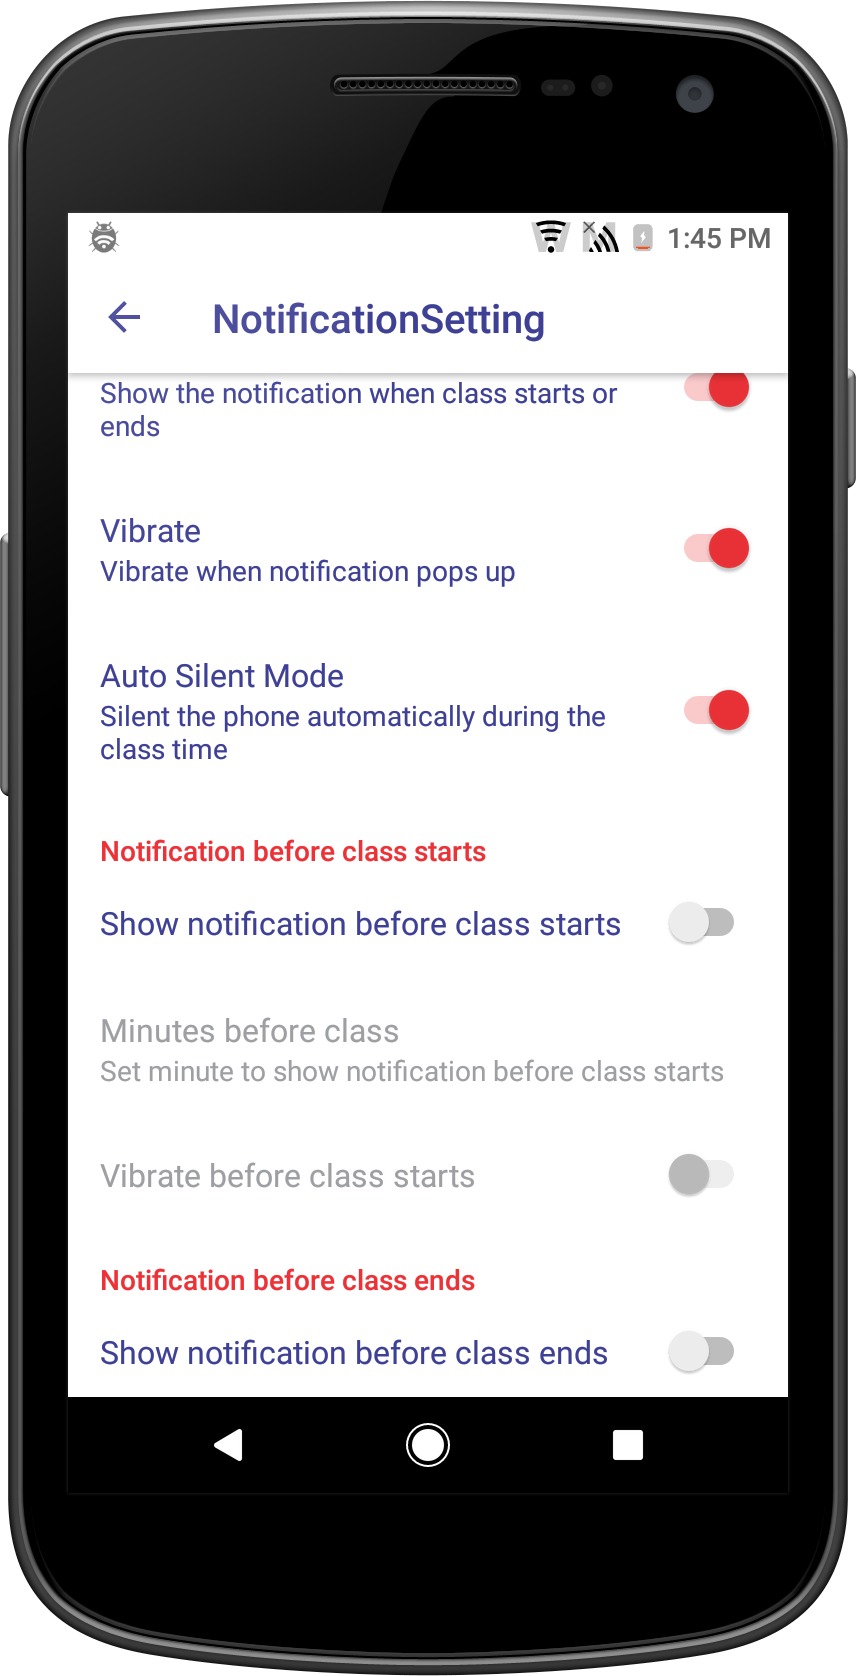 1:45 PM
NotificationSetting
Show the notification when class starts or
ends
Vibrate
Vibrate when notification pops up
Auto Silent Mode
Silent the phone automatically during the
class time
Notification before class starts
Show notification before class starts
Minutes before class
Set minute to show notification before class starts
Vibrate before class starts
Notification before class ends
Show notification before class ends